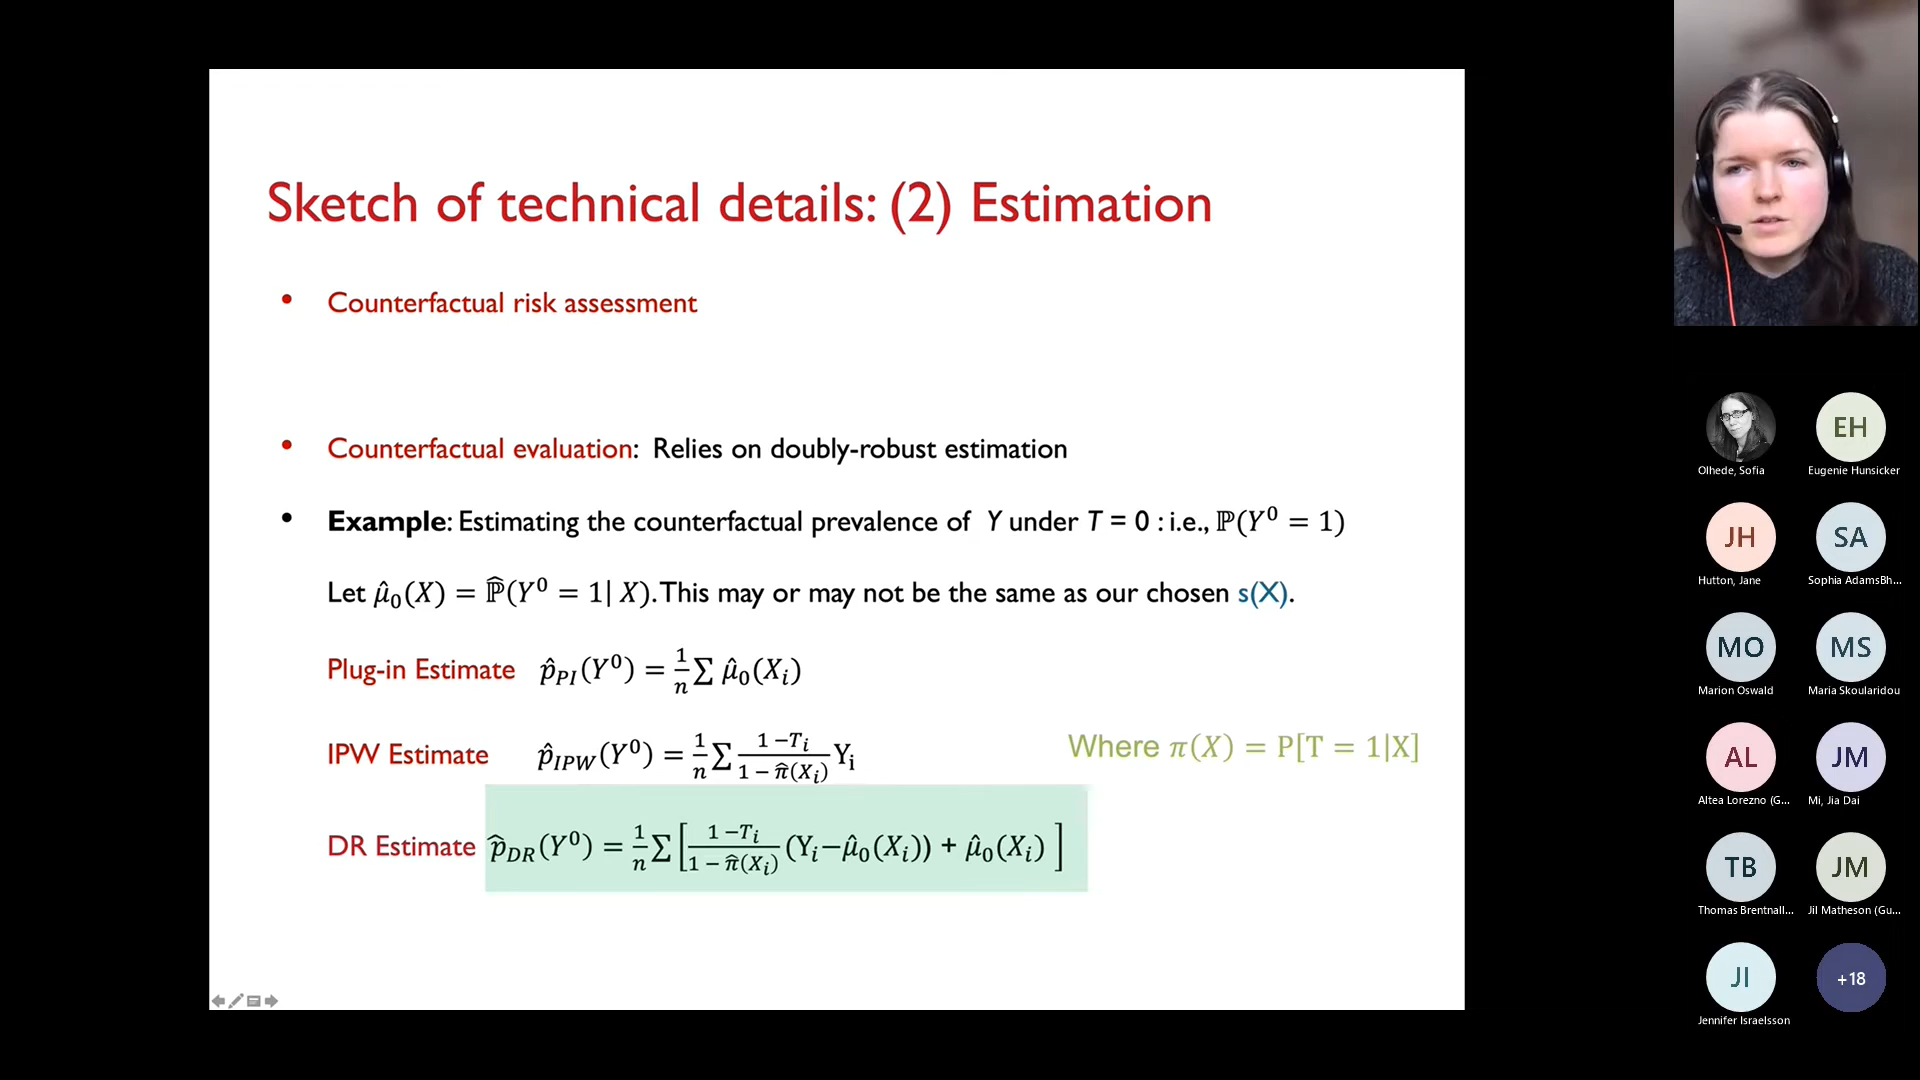 Sketch of technical details: (2) Estimation
• Counterfactual risk assessment
• Counterfactual evaluation: Relies on doubly-robust estimation
• Example: Estimating the counterfactual prevalence of Y under T = 0 : i.e., ℙ(Y⁰ = 1)
Let μ̂₀(X) = ℙ̂(Y⁰ = 1| X). This may or may not be the same as our chosen s(X).
Plug-in Estimate p̂_PI(Y⁰) = 1/n ∑ μ̂₀(Xᵢ)
IPW Estimate p̂_IPW(Y⁰) = 1/n ∑ (1 −Tᵢ)/(1 − π̂(Xᵢ)) Yᵢ
Where π(X) = P[T = 1|X]
DR Estimate p̂_DR(Y⁰) = 1/n ∑ [(1 −Tᵢ)/(1 − π̂(Xᵢ)) (Yᵢ−μ̂₀(Xᵢ)) + μ̂₀(Xᵢ) ]
Olhede, Sofia
EH
Eugenie Hunsicker
JH
Hutton, Jane
SA
Sophia AdamsBh...
MO
Marion Oswald
MS
Maria Skoularidou
AL
Altea Lorezno (G...
JM
Mi, Jia Dai
TB
Thomas Brentnall...
JM
Jil Matheson (Gu...
JI
Jennifer Israelsson
+18